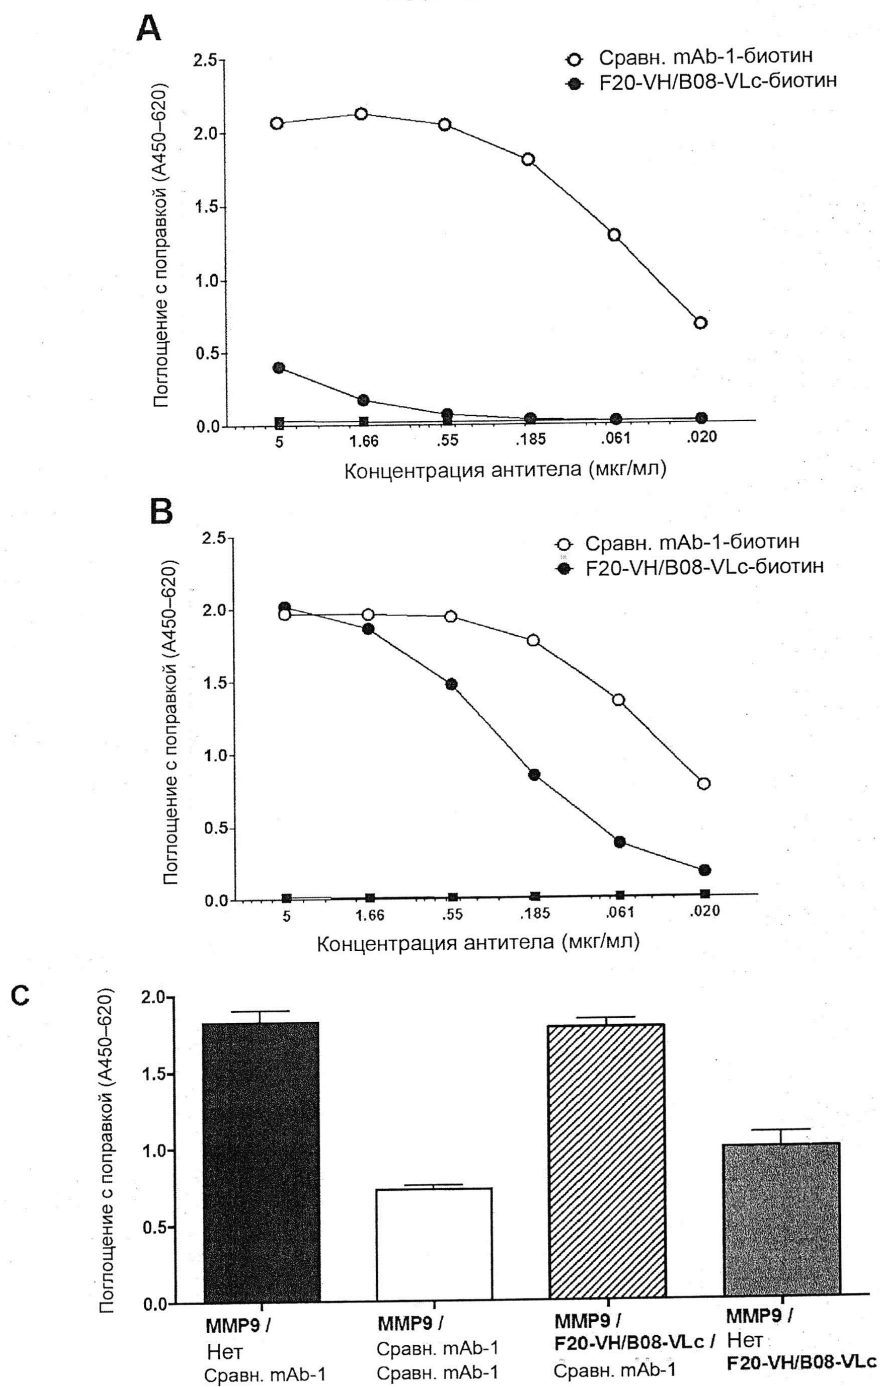 A
2.5
2.0
1.5
1.0
0.5
0.0
Поглощение с поправкой (A450–620)
Сравн. mAb-1-биотин
F20-VH/B08-VLc-биотин
5 1.66 .55 .185 .061 .020
Концентрация антитела (мкг/мл)
B
2.5
2.0
1.5
1.0
0.5
0.0
Поглощение с поправкой (A450–620)
Сравн. mAb-1-биотин
F20-VH/B08-VLc-биотин
5 1.66 .55 .185 .061 .020
Концентрация антитела (мкг/мл)
C
2.0
1.5
1.0
0.5
0.0
Поглощение с поправкой (A450–620)
MMP9 /
Нет
Сравн. mAb-1
MMP9 /
Сравн. mAb-1
Сравн. mAb-1
MMP9 /
F20-VH/B08-VLc /
Сравн. mAb-1
MMP9 /
Нет
F20-VH/B08-VLc